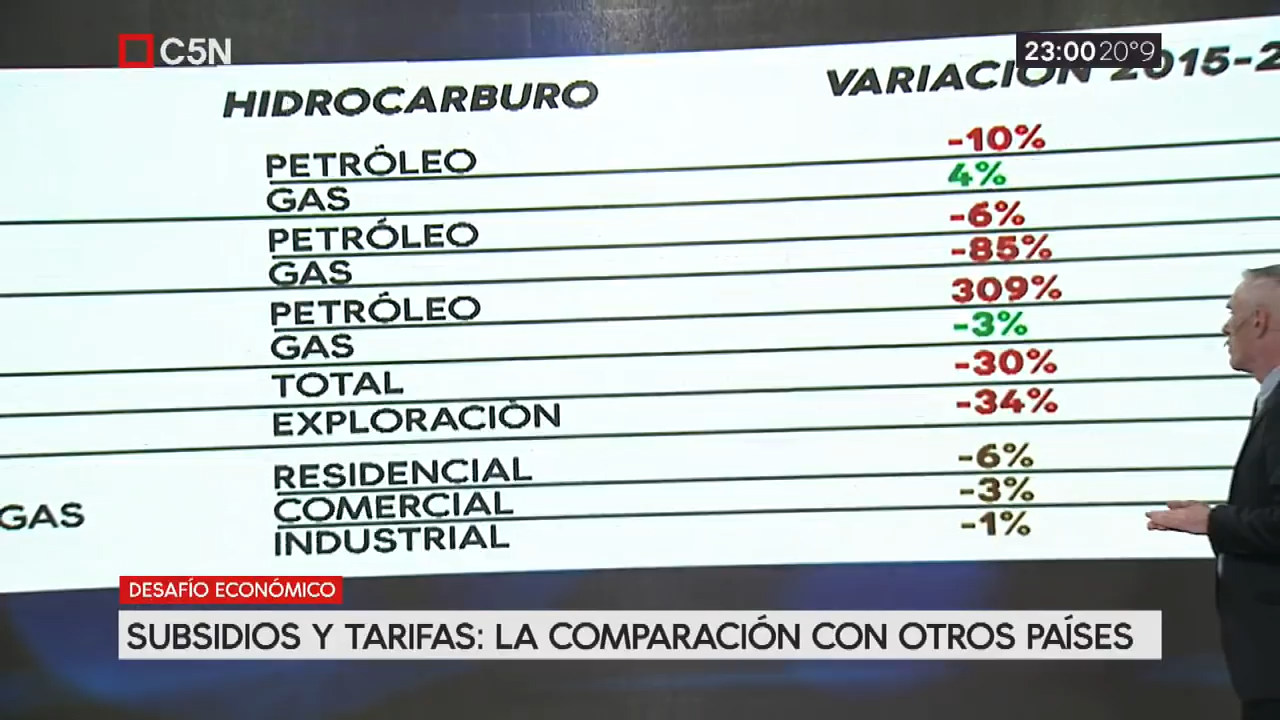 C5N
23:00 20°9
HIDROCARBURO VARIACIÓN 2015-2
PETRÓLEO -10%
GAS 4%
PETRÓLEO -6%
GAS -85%
PETRÓLEO 309%
GAS -3%
TOTAL -30%
EXPLORACIÓN -34%
RESIDENCIAL -6%
GAS COMERCIAL -3%
INDUSTRIAL -1%
DESAFÍO ECONÓMICO
SUBSIDIOS Y TARIFAS: LA COMPARACIÓN CON OTROS PAÍSES